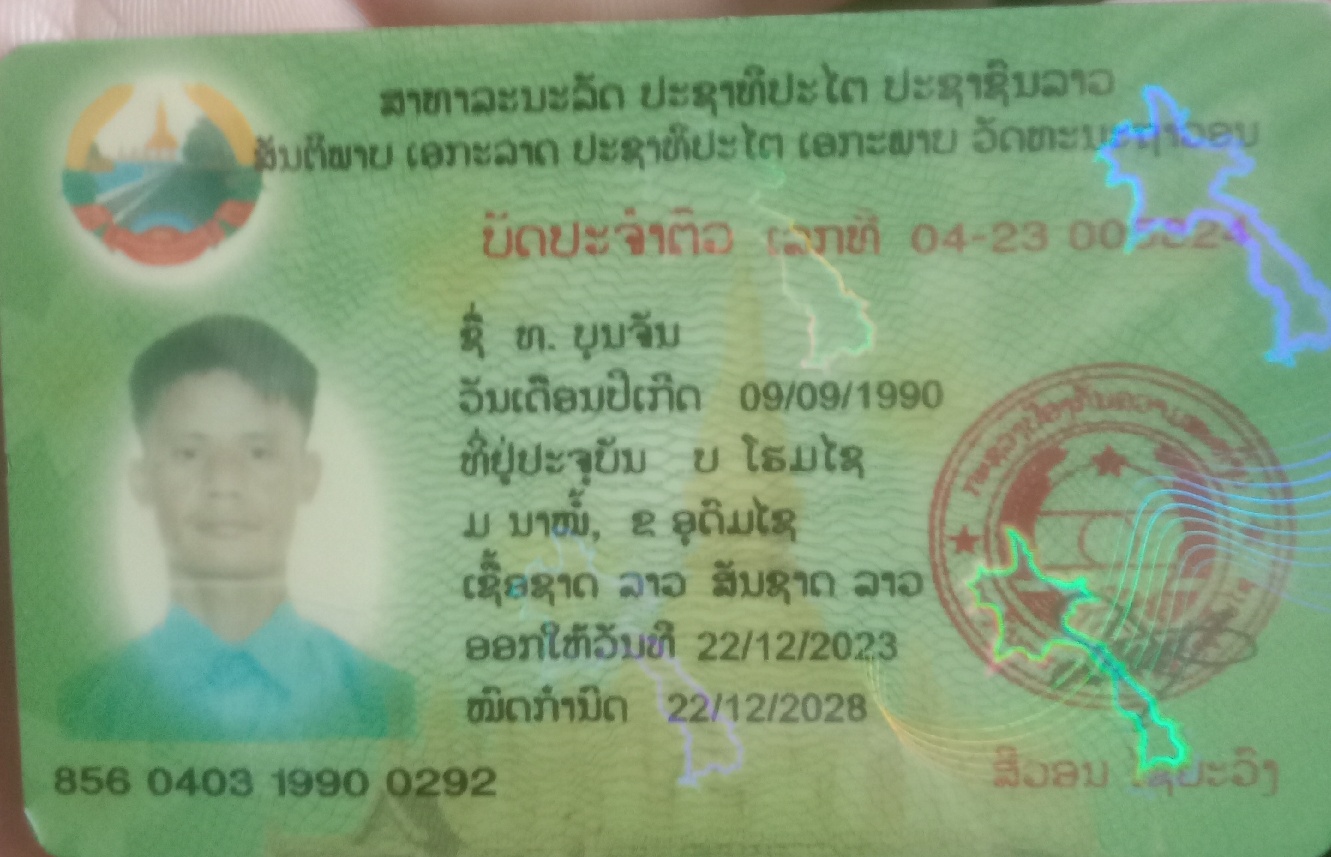 ສາທາລະນະລັດ ປະຊາທິປະໄຕ ປະຊາຊົນລາວ
ສັນຕິພາບ ເອກະລາດ ປະຊາທິປະໄຕ ເອກະພາບ ວັດທະນະຖາວອນ
ບັດປະຈຳຕົວ ເລກທີ 04-23
ຊື່ ທ. ບຸນຈັນ
ວັນເດືອນປີເກີດ 09/09/1990
ທີ່ຢູ່ປະຈຸບັນ ບ ໂຮມໄຊ
ມ ນາໝໍ້, ຂ ອຸດົມໄຊ
ເຊື້ອຊາດ ລາວ ສັນຊາດ ລາວ
ອອກໃຫ້ວັນທີ 22/12/2023
ໝົດກຳນົດ 22/12/2028
856 0403 1990 0292
ສີວອນ